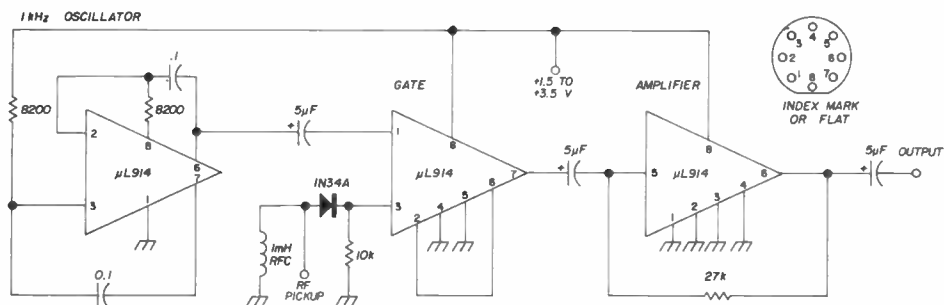 1 kHz OSCILLATOR
8200
.1
8200
2
8
μL914
3
1
6
7
0.1
5μF
+
GATE
1
8
μL914
7
6
3
5
4
2
1N34A
1mH
RFC
10k
RF
PICKUP
+1.5 TO
+3.5 V
5μF
+
AMPLIFIER
8
5
μL914
6
4
3
2
1
27k
5μF
+
OUTPUT
3
4
5
2
6
1
8
7
INDEX MARK
OR FLAT